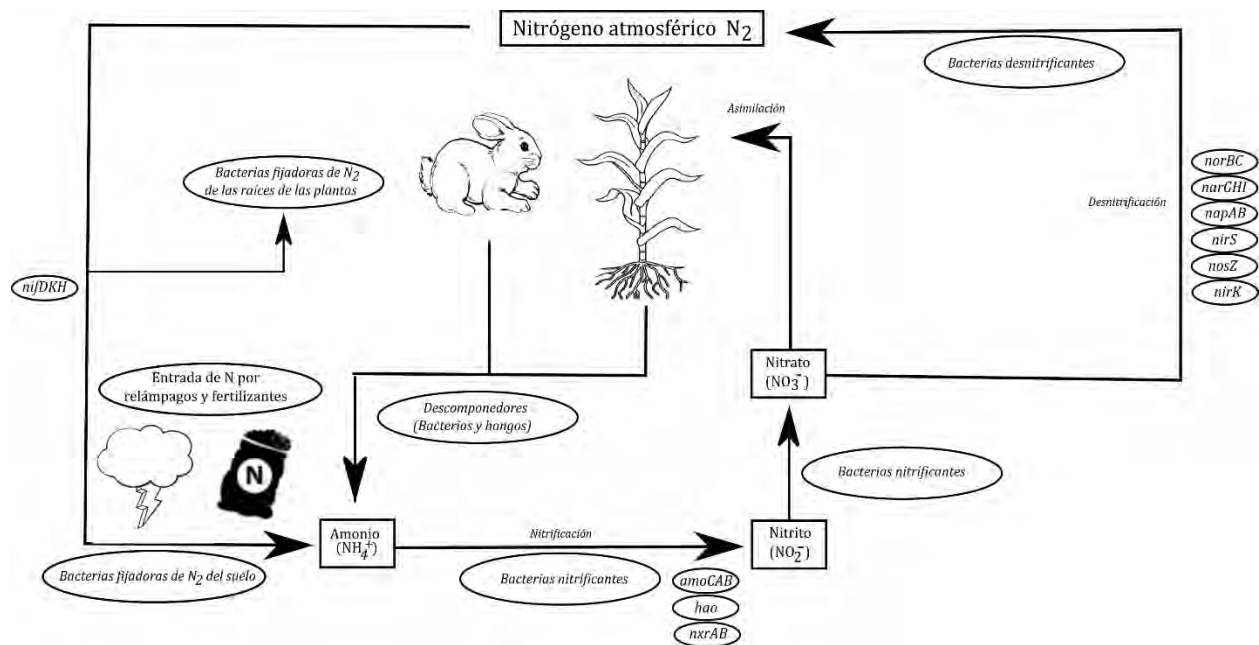 Nitrógeno atmosférico N₂
Bacterias desnitrificantes
Asimilación
Bacterias fijadoras de N₂
de las raíces de las plantas
norBC
narGHI
napAB
nirS
nosZ
nirK
Desnitrificación
nifDKH
Entrada de N por
relámpagos y fertilizantes
N
Descomponedores
(Bacterios y hongos)
Nitrato
(NO₃⁻)
Bacterias nitrificantes
Amonio
(NH₄⁺)
Nitrificación
Nitrito
(NO₂⁻)
Bacterias fijadoras de N₂ del suelo
Bacterias nitrificantes
amoCAB
hao
nxrAB